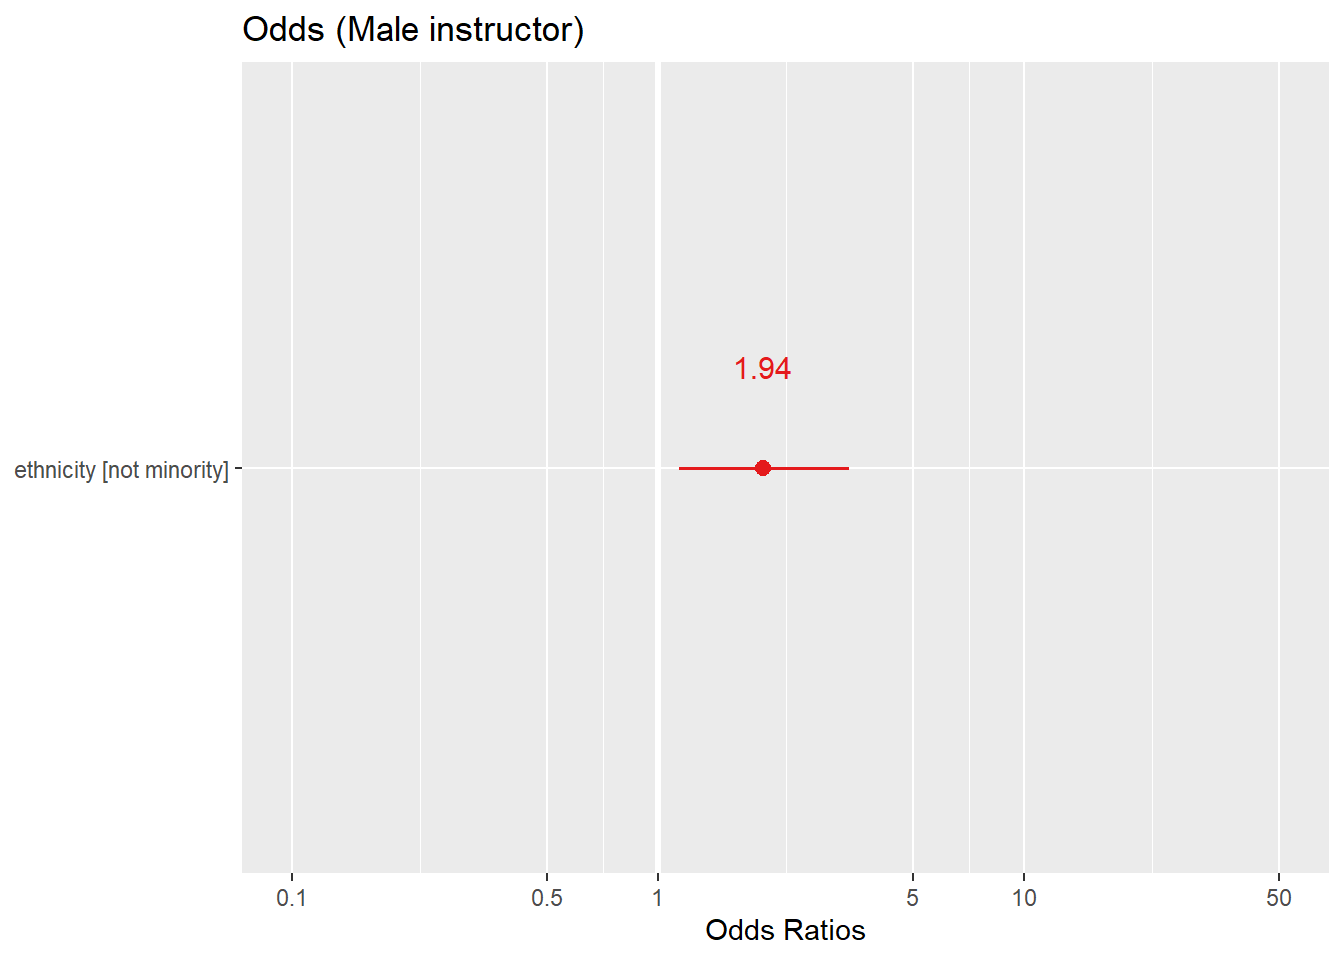 Odds (Male instructor)
1.94
ethnicity [not minority]
0.1 0.5 1 5 10 50
Odds Ratios